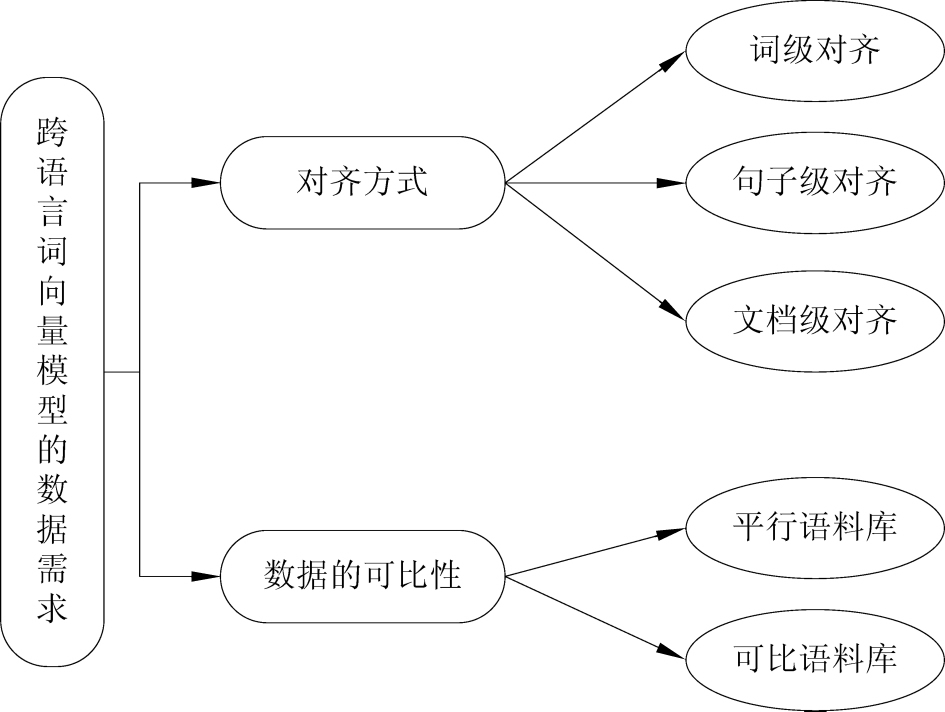 跨语言词向量模型的数据需求
对齐方式
词级对齐
句子级对齐
文档级对齐
数据的可比性
平行语料库
可比语料库